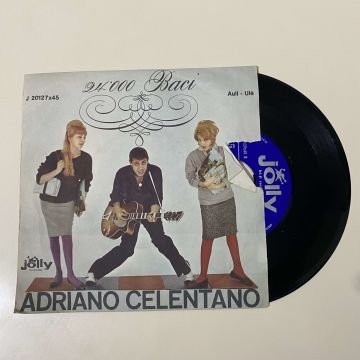 24.000 Baci
J 20127x45
Aulì - Ulè
Jolly
Jolly
ADRIANO CELENTANO